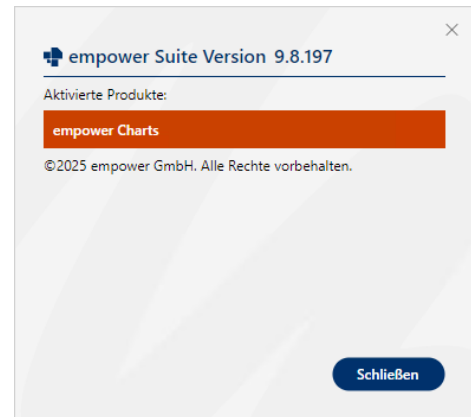 empower Suite Version 9.8.197
Aktivierte Produkte:
empower Charts
©2025 empower GmbH. Alle Rechte vorbehalten.
Schließen